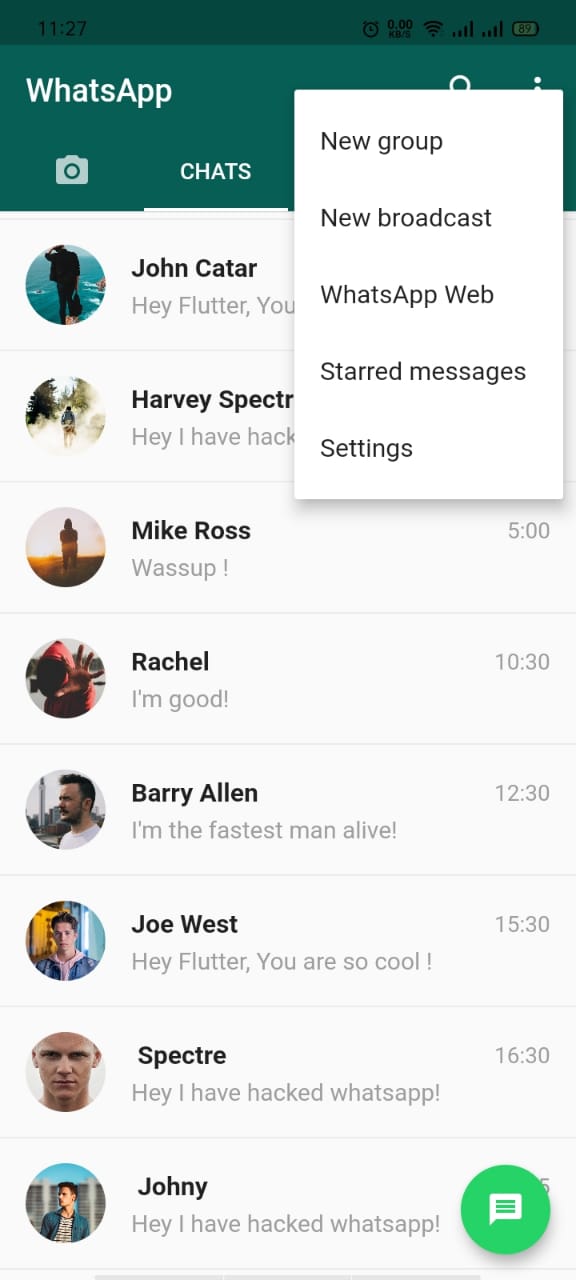 11:27
0.00
KB/S
89
WhatsApp
CHATS
New group
New broadcast
WhatsApp Web
Starred messages
Settings
John Catar
Hey Flutter, You
Harvey Spectr
Hey I have hack
Mike Ross
5:00
Wassup !
Rachel
10:30
I'm good!
Barry Allen
12:30
I'm the fastest man alive!
Joe West
15:30
Hey Flutter, You are so cool !
Spectre
16:30
Hey I have hacked whatsapp!
Johny
5
Hey I have hacked whatsapp!